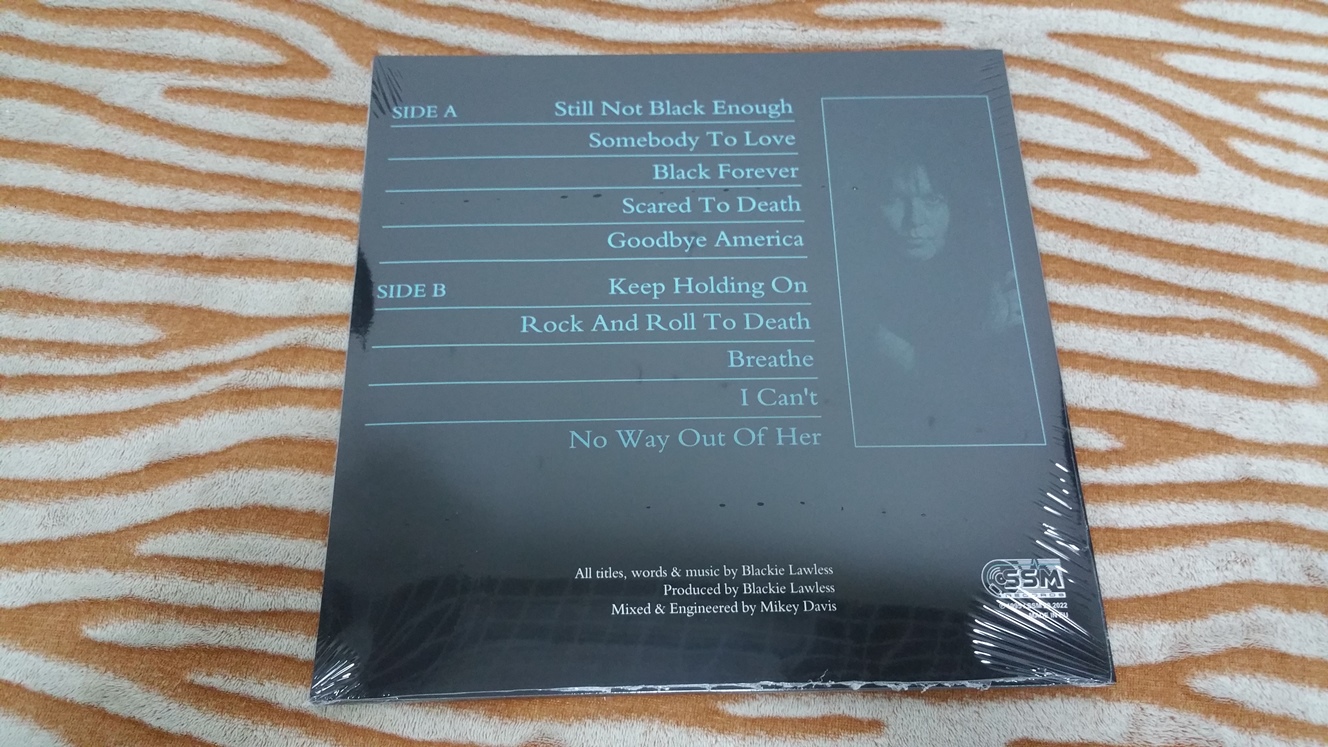 SIDE A Still Not Black Enough
Somebody To Love
Black Forever
Scared To Death
Goodbye America
SIDE B Keep Holding On
Rock And Roll To Death
Breathe
I Can't
No Way Out Of Her
All titles, words & music by Blackie Lawless
Produced by Blackie Lawless
Mixed & Engineered by Mikey Davis
SSM
RECORDS